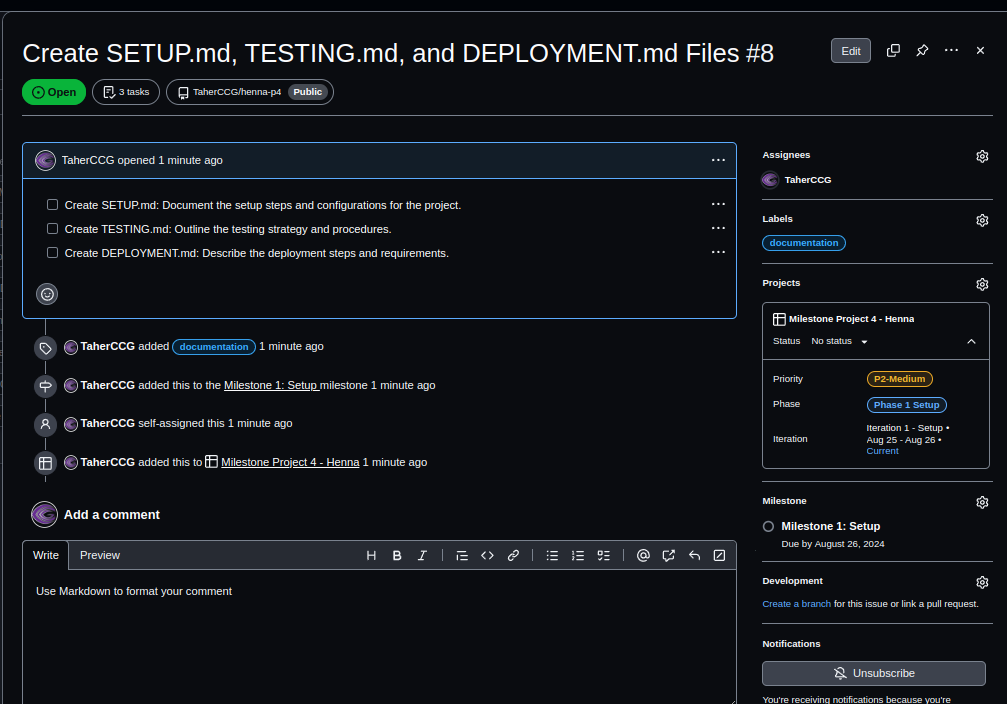 Create SETUP.md, TESTING.md, and DEPLOYMENT.md Files #8
Edit
Open
3 tasks
TaherCCG/henna-p4 Public
TaherCCG opened 1 minute ago
Create SETUP.md: Document the setup steps and configurations for the project.
Create TESTING.md: Outline the testing strategy and procedures.
Create DEPLOYMENT.md: Describe the deployment steps and requirements.
TaherCCG added documentation 1 minute ago
TaherCCG added this to the Milestone 1: Setup milestone 1 minute ago
TaherCCG self-assigned this 1 minute ago
TaherCCG added this to Milestone Project 4 - Henna 1 minute ago
Add a comment
Write Preview
Use Markdown to format your comment
Assignees
TaherCCG
Labels
documentation
Projects
Milestone Project 4 - Henna
Status No status
Priority P2-Medium
Phase Phase 1 Setup
Iteration
Iteration 1 - Setup •
Aug 25 - Aug 26 •
Current
Milestone
Milestone 1: Setup
Due by August 26, 2024
Development
Create a branch for this issue or link a pull request.
Notifications
Unsubscribe
You're receiving notifications because you're